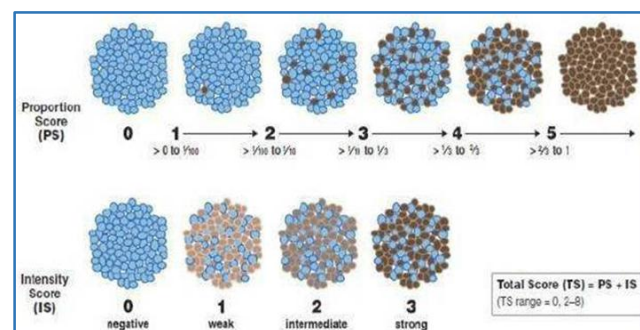 Proportion
Score
(PS)
0 1 2 3 4 5
> 0 to 1/100 > 1/100 to 1/10 > 1/11 to 1/3 > 1/3 to 2/3 > 2/3 to 1
Intensity
Score
(IS)
0 1 2 3
negative weak intermediate strong
Total Score (TS) = PS + IS
(TS range = 0, 2–8)